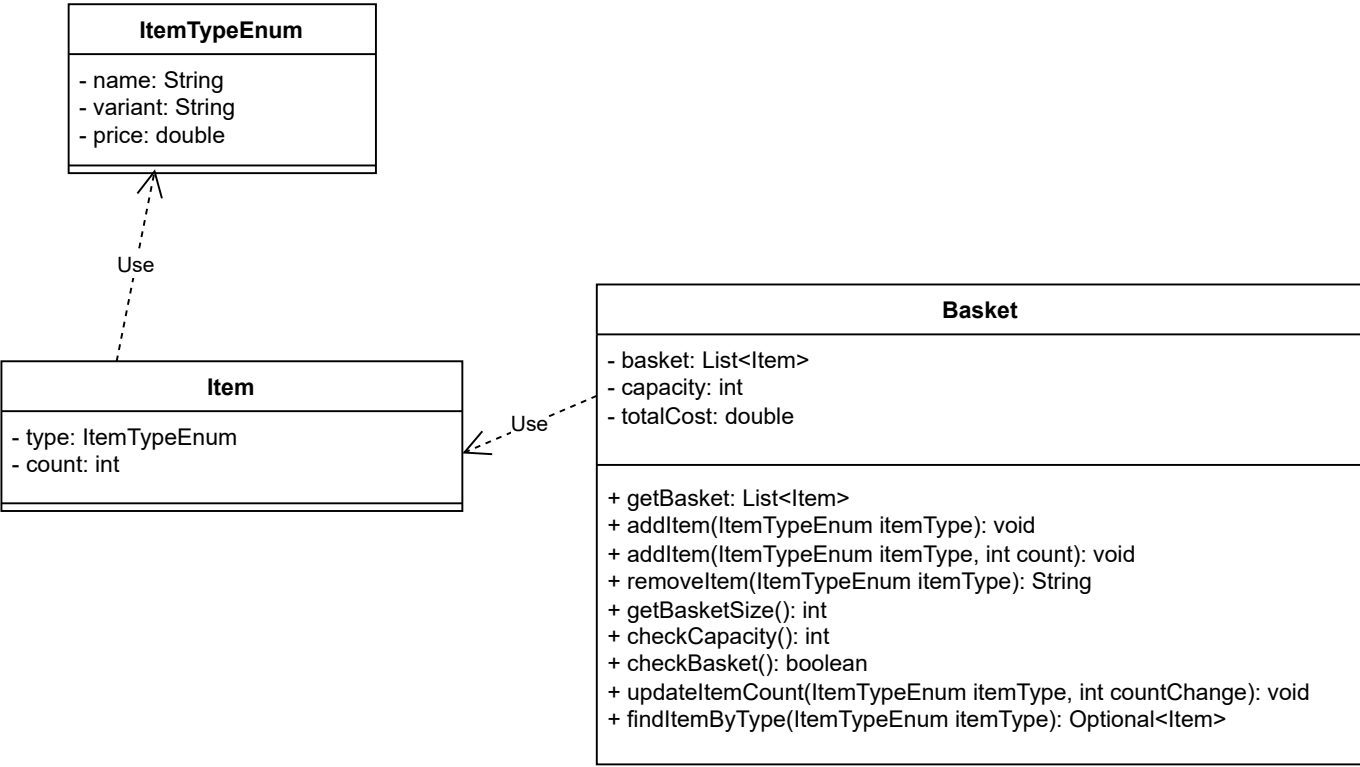 ItemTypeEnum
- name: String
- variant: String
- price: double
Use
Item
- type: ItemTypeEnum
- count: int
Use
Basket
- basket: List<Item>
- capacity: int
- totalCost: double
+ getBasket: List<Item>
+ addItem(ItemTypeEnum itemType): void
+ addItem(ItemTypeEnum itemType, int count): void
+ removeItem(ItemTypeEnum itemType): String
+ getBasketSize(): int
+ checkCapacity(): int
+ checkBasket(): boolean
+ updateItemCount(ItemTypeEnum itemType, int countChange): void
+ findItemByType(ItemTypeEnum itemType): Optional<Item>